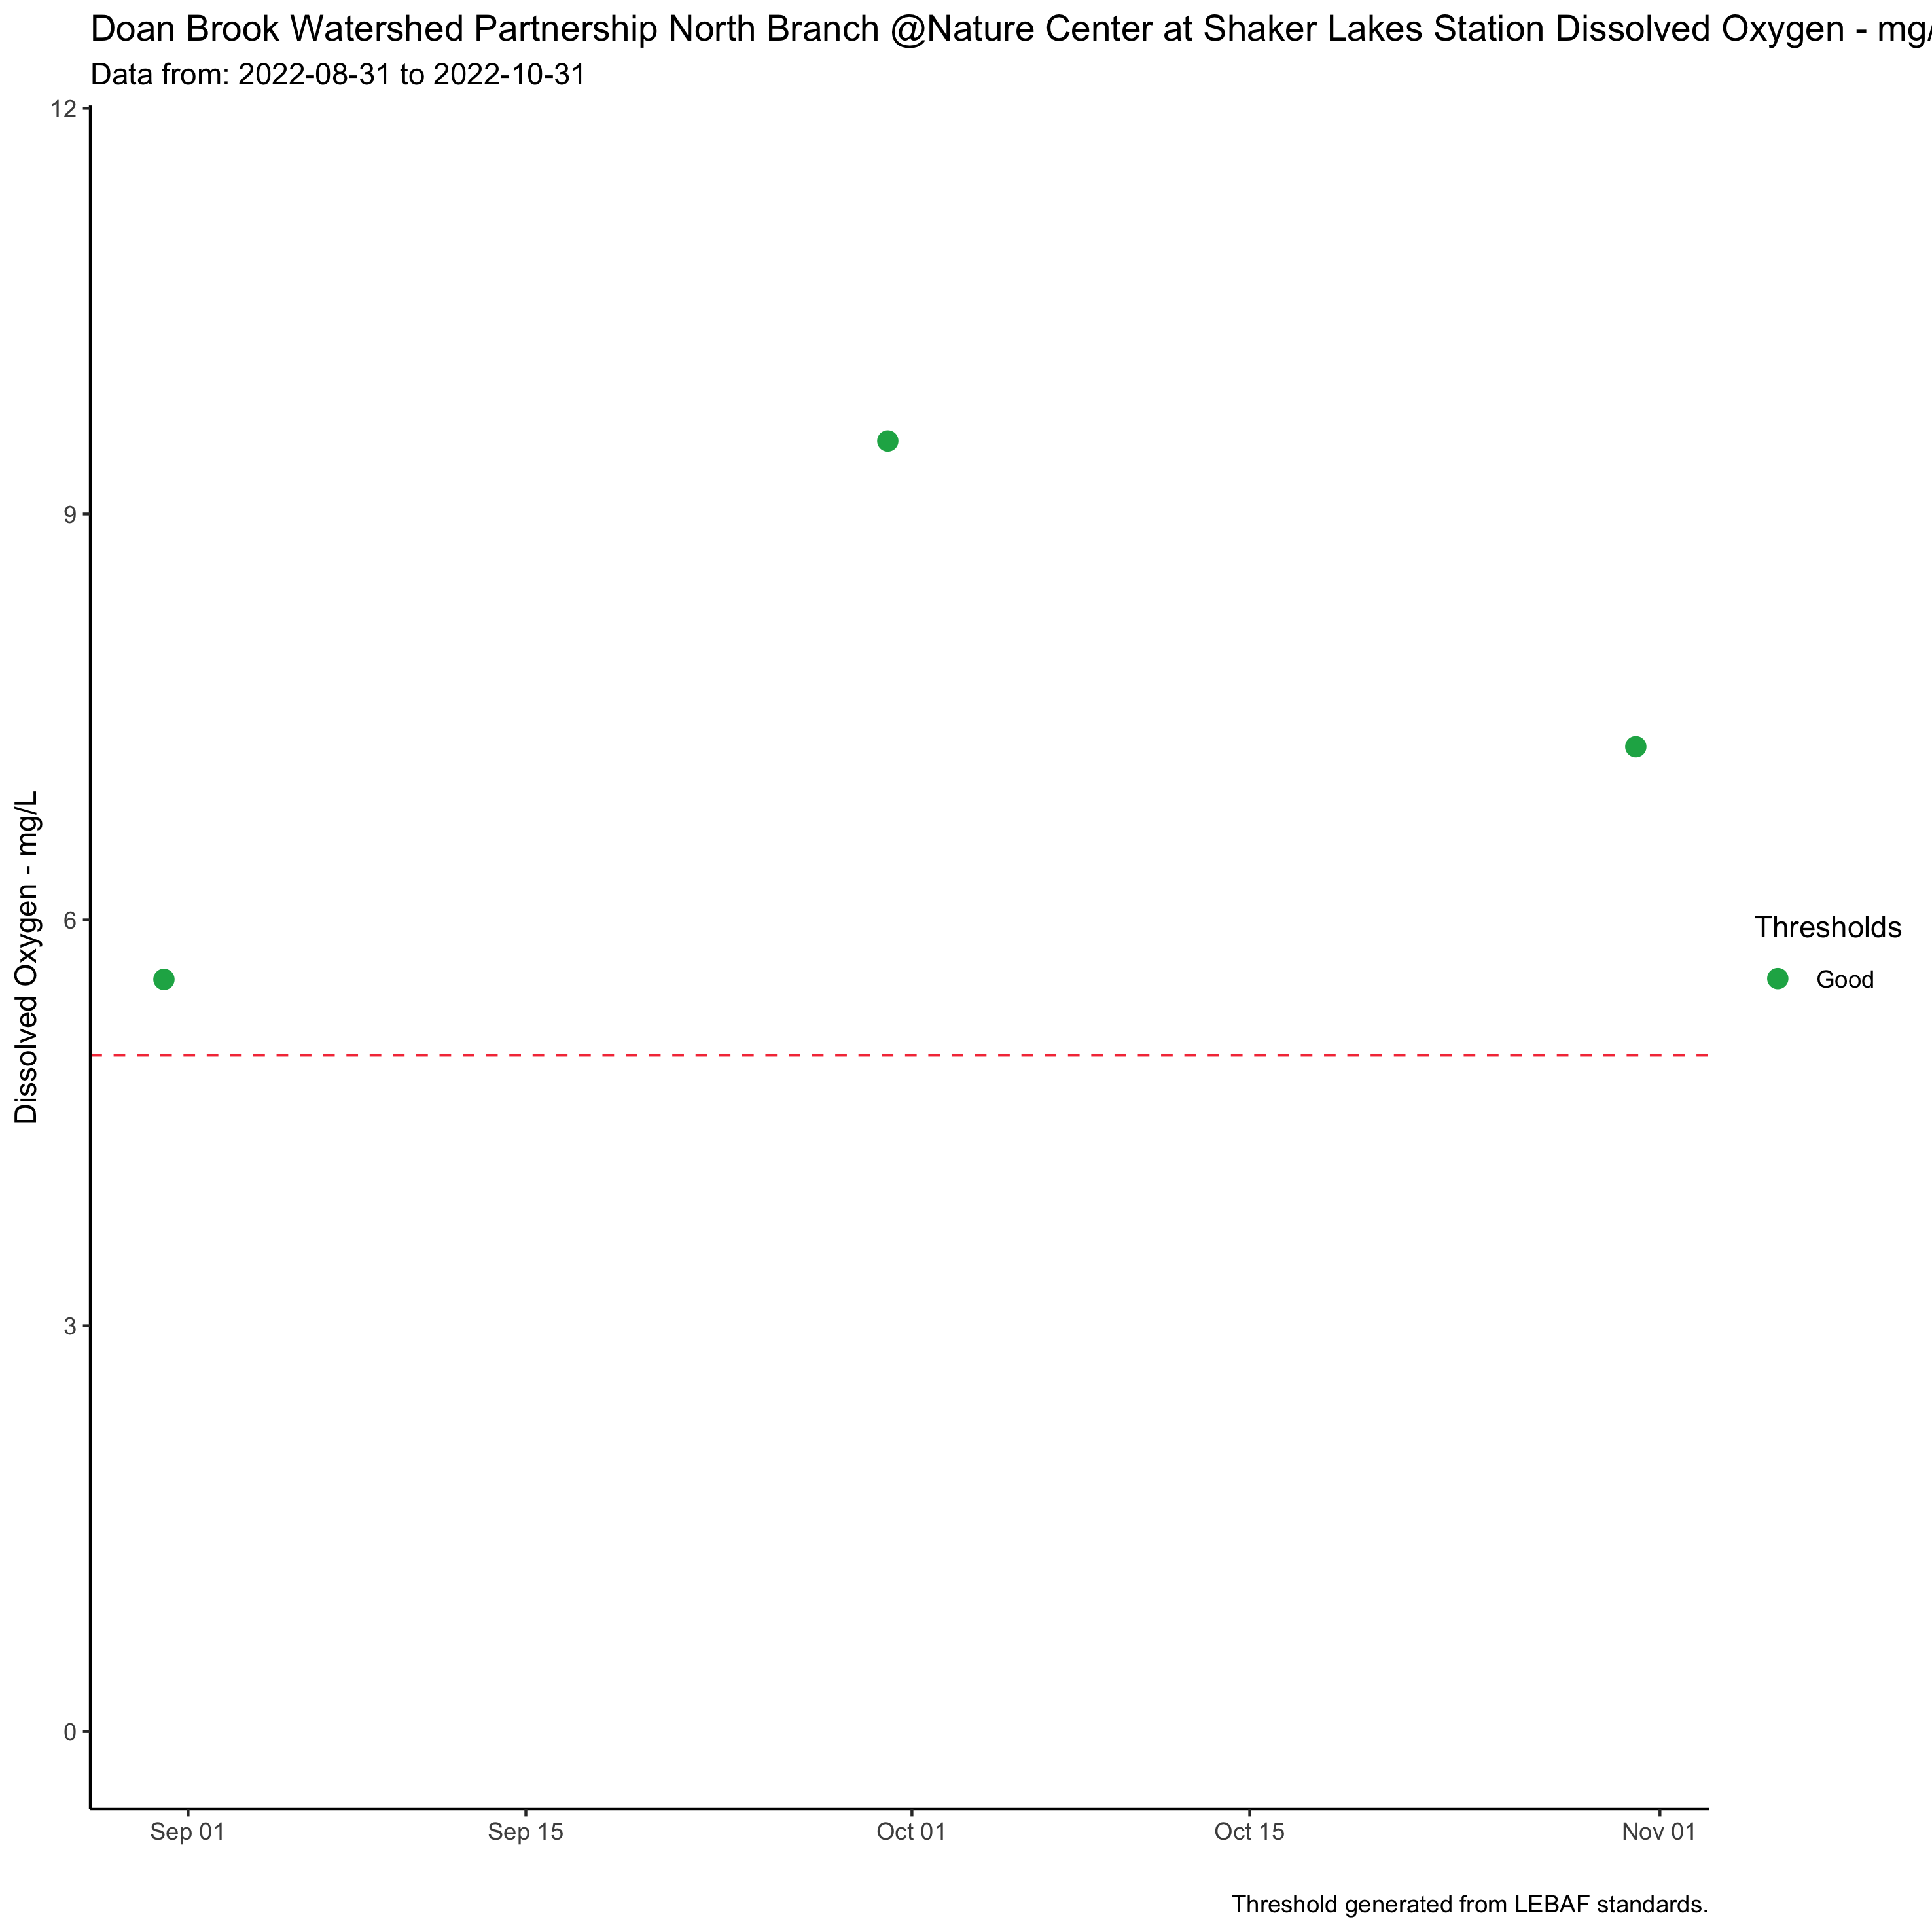 Doan Brook Watershed Partnership North Branch @Nature Center at Shaker Lakes Station Dissolved Oxygen - mg/
Data from: 2022-08-31 to 2022-10-31
12
9
6
3
0
Dissolved Oxygen - mg/L
Sep 01
Sep 15
Oct 01
Oct 15
Nov 01
Thresholds
Good
Threshold generated from LEBAF standards.